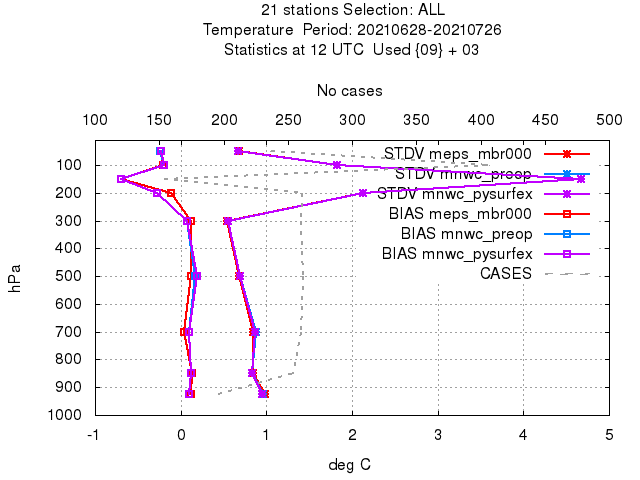 21 stations Selection: ALL
Temperature  Period: 20210628-20210726
Statistics at 12 UTC  Used {09} + 03
No cases
100 150 200 250 300 350 400 450 500
STDV meps_mbr000
STDV mnwc_preop
STDV mnwc_pysurfex
BIAS meps_mbr000
BIAS mnwc_preop
BIAS mnwc_pysurfex
CASES
100
200
300
400
500
600
700
800
900
1000
hPa
-1 0 1 2 3 4 5
deg C